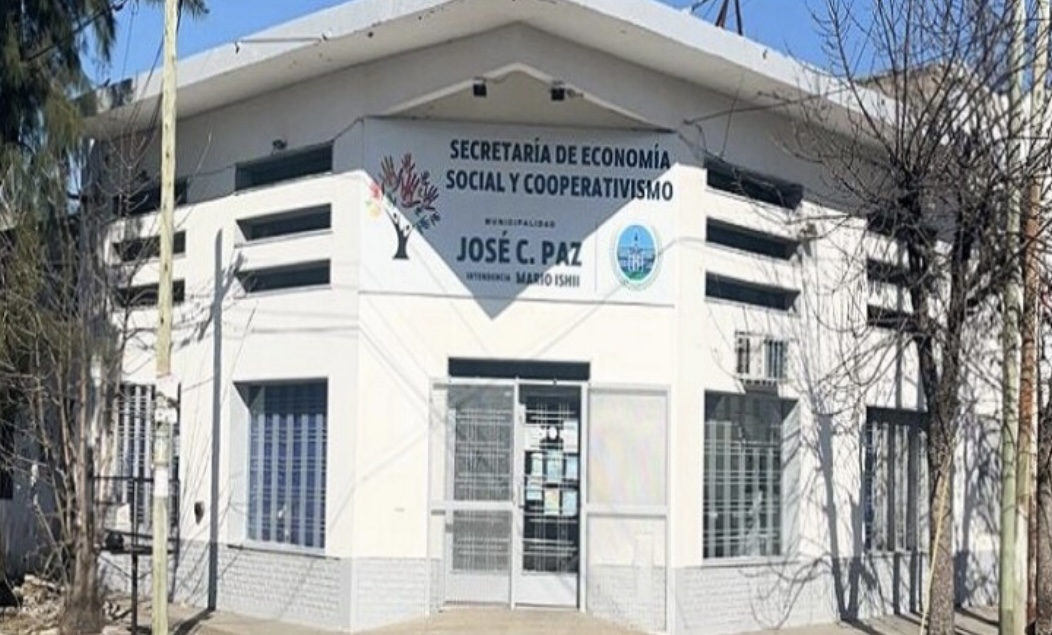 SECRETARÍA DE ECONOMÍA
SOCIAL Y COOPERATIVISMO
MUNICIPALIDAD
JOSÉ C. PAZ
INTENDENCIA MARIO ISHII